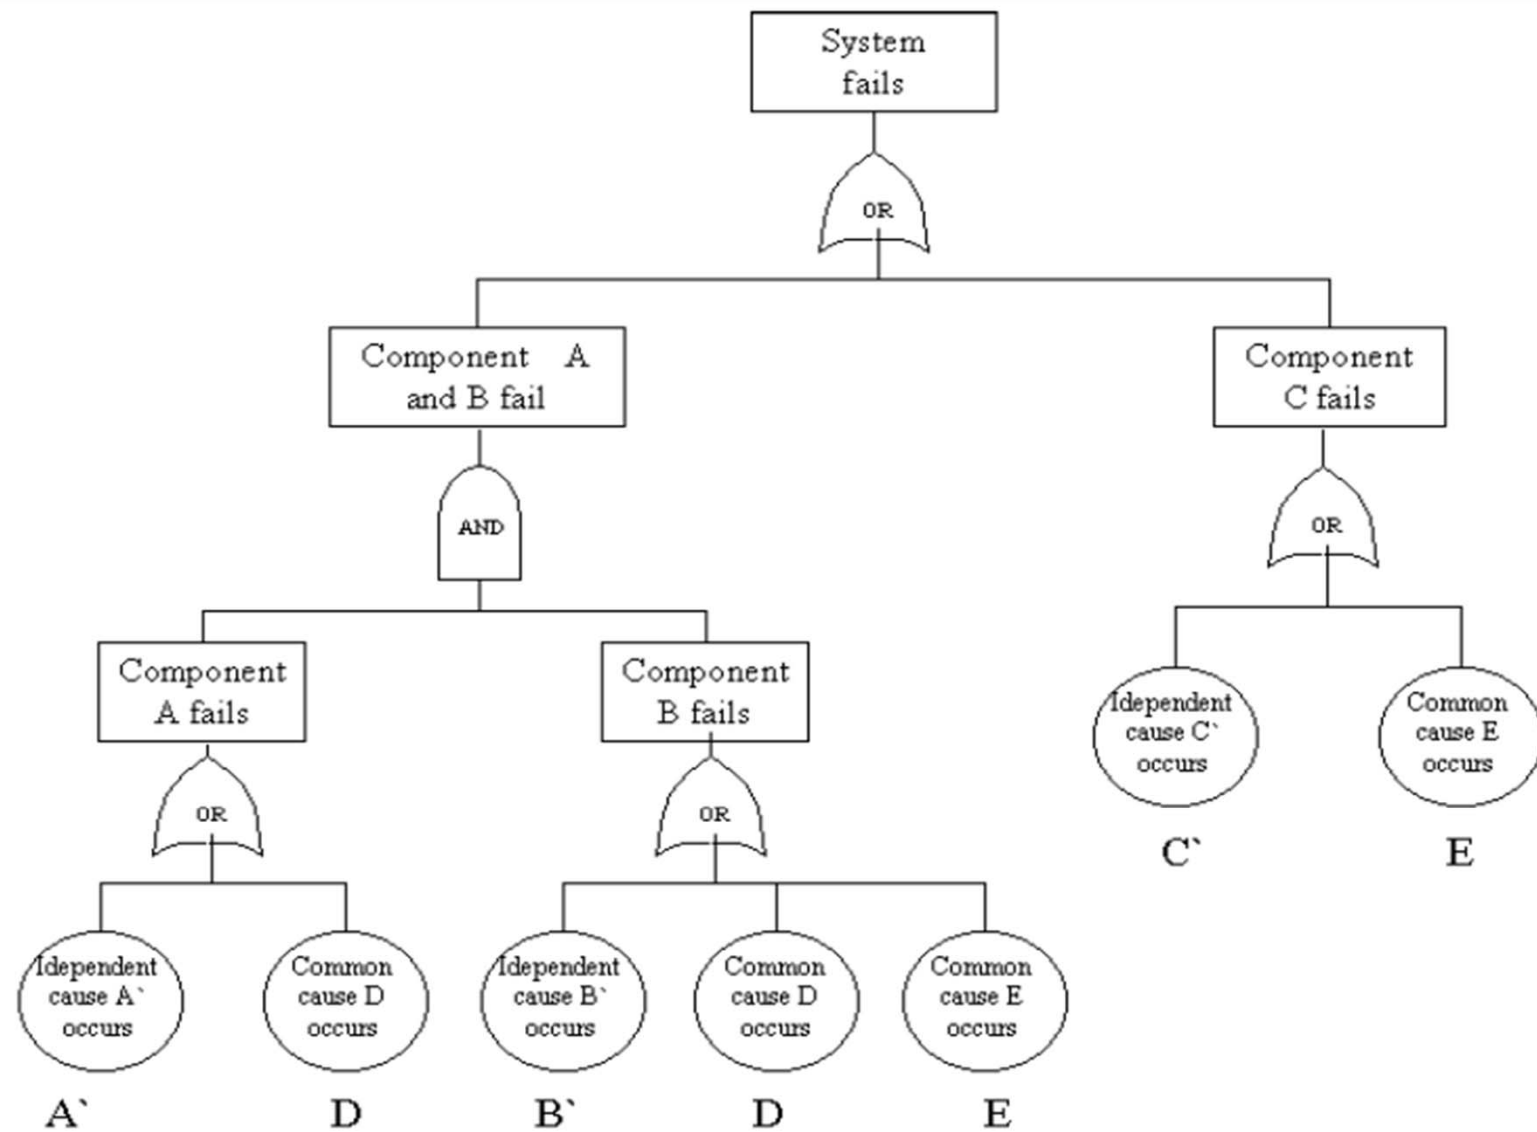 System
fails
OR
Component A
and B fail
Component
C fails
AND
OR
Component
A fails
Component
B fails
Idependent
cause C`
occurs
Common
cause E
occurs
OR
OR
C`
E
Idependent
cause A`
occurs
Common
cause D
occurs
Idependent
cause B`
occurs
Common
cause D
occurs
Common
cause E
occurs
A`
D
B`
D
E